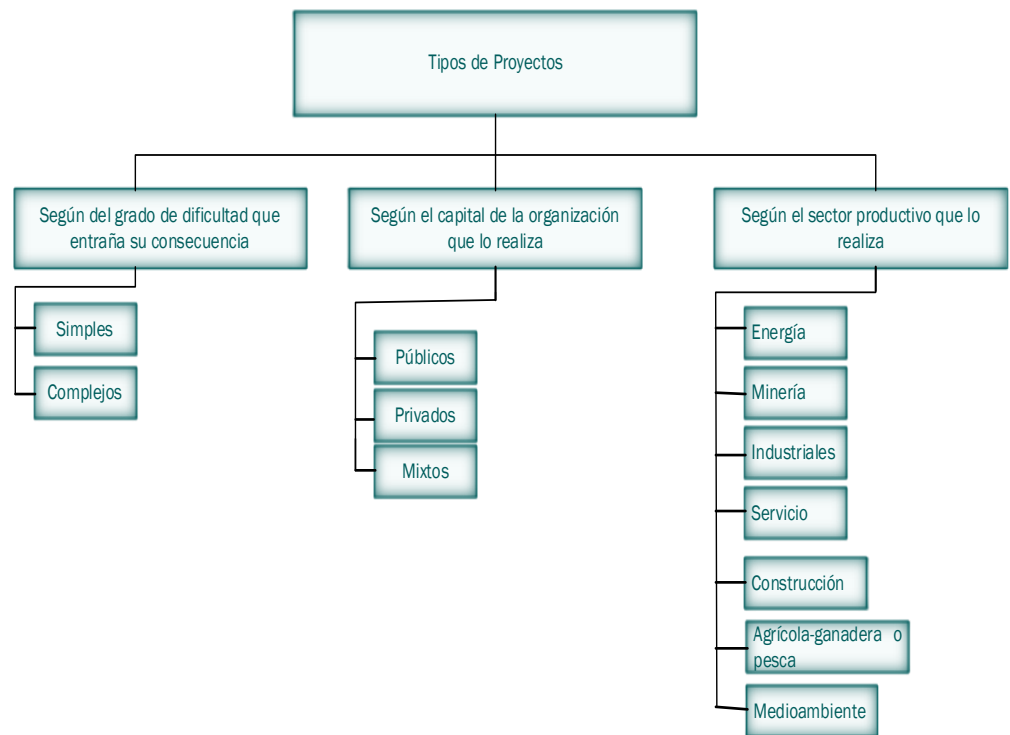 Tipos de Proyectos
Según del grado de dificultad que
entraña su consecuencia
Simples
Complejos
Según el capital de la organización
que lo realiza
Públicos
Privados
Mixtos
Según el sector productivo que lo
realiza
Energía
Minería
Industriales
Servicio
Construcción
Agrícola-ganadera o
pesca
Medioambiente